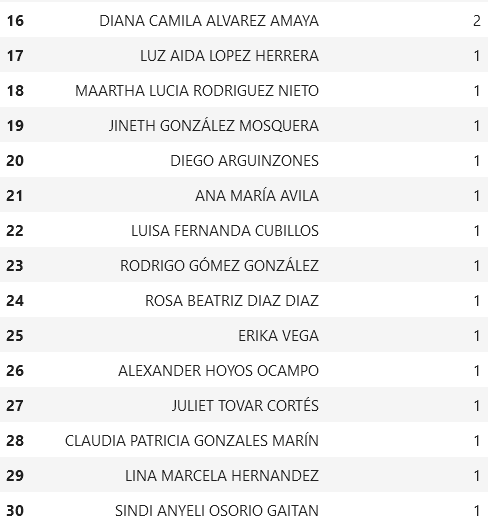 16 DIANA CAMILA ALVAREZ AMAYA 2
17 LUZ AIDA LOPEZ HERRERA 1
18 MAARTHA LUCIA RODRIGUEZ NIETO 1
19 JINETH GONZÁLEZ MOSQUERA 1
20 DIEGO ARGUINZONES 1
21 ANA MARÍA AVILA 1
22 LUISA FERNANDA CUBILLOS 1
23 RODRIGO GÓMEZ GONZÁLEZ 1
24 ROSA BEATRIZ DIAZ DIAZ 1
25 ERIKA VEGA 1
26 ALEXANDER HOYOS OCAMPO 1
27 JULIET TOVAR CORTÉS 1
28 CLAUDIA PATRICIA GONZALES MARÍN 1
29 LINA MARCELA HERNANDEZ 1
30 SINDI ANYELI OSORIO GAITAN 1